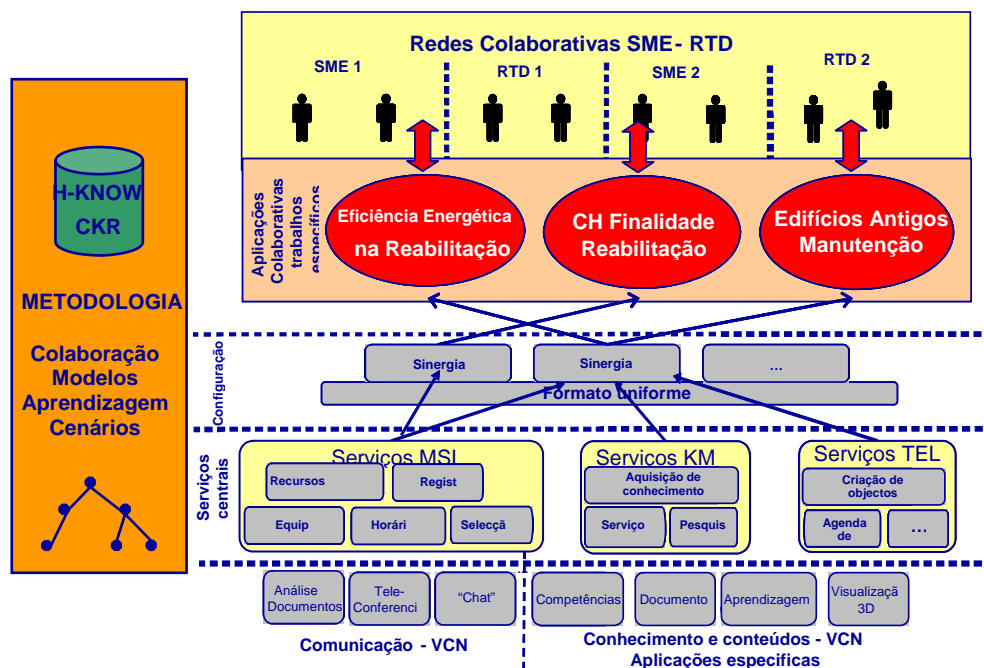 Redes Colaborativas SME- RTD
SME 1
RTD 1
SME 2
RTD 2
H-KNOW
CKR
METODOLOGIA
Colaboração
Modelos
Aprendizagem
Cenários
Aplicações
Colaborativas
trabalhos
específicos
Eficiência Energética
na Reabilitação
CH Finalidade
Reabilitação
Edifícios Antigos
Manutenção
Configuração
Sinergia
Sinergia
...
Formato uniforme
Serviços
centrais
Serviços MSI
Recursos
Regist
Equip
Horári
Selecçã
Serviços KM
Aquisição de
conhecimento
Serviço
Pesquis
Serviços TEL
Criação de
objectos
Agenda
de
...
Análise
Documentos
Tele-
Conferenci
“Chat”
Competências
Documento
Aprendizagem
Visualizaçã
3D
Comunicação - VCN
Conhecimento e conteúdos - VCN
Aplicações especificas